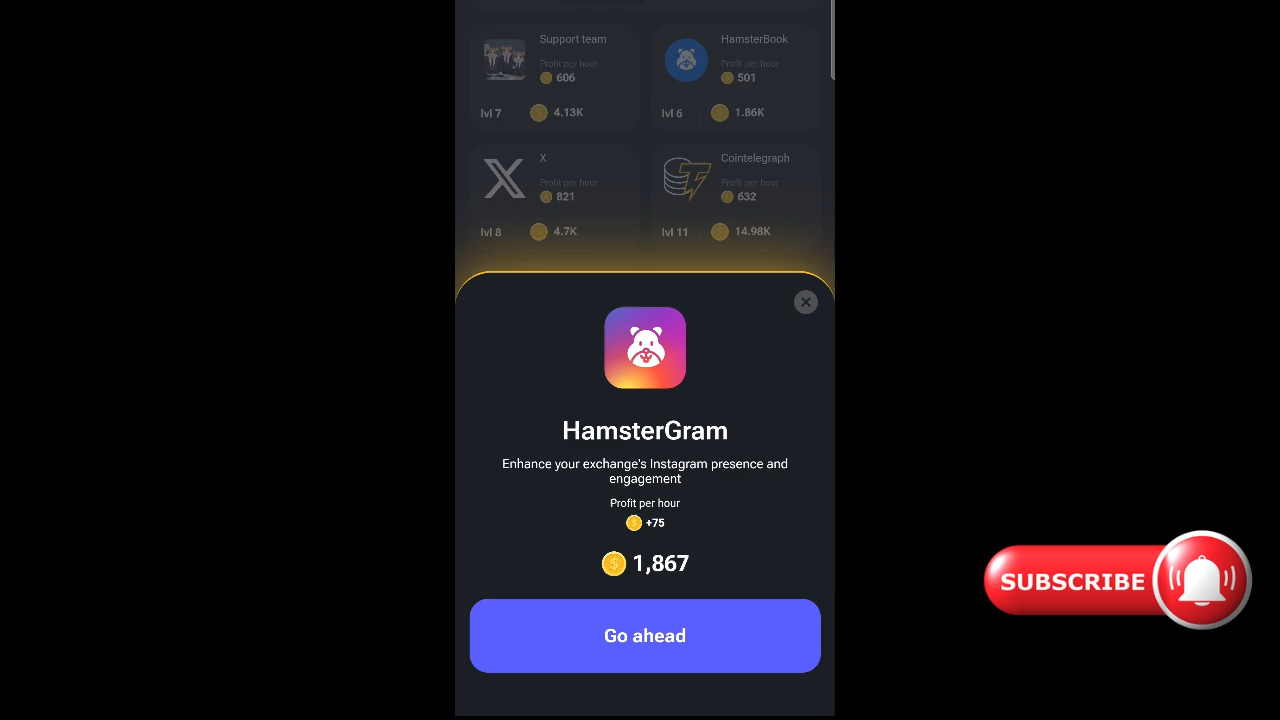 Support team
Profit per hour
606
lvl 7
4.13K
HamsterBook
Profit per hour
501
lvl 6
1.86K
X
Profit per hour
821
lvl 8
4.7K
Cointelegraph
Profit per hour
632
lvl 11
14.98K
HamsterGram
Enhance your exchange's Instagram presence and
engagement
Profit per hour
+75
1,867
Go ahead
SUBSCRIBE